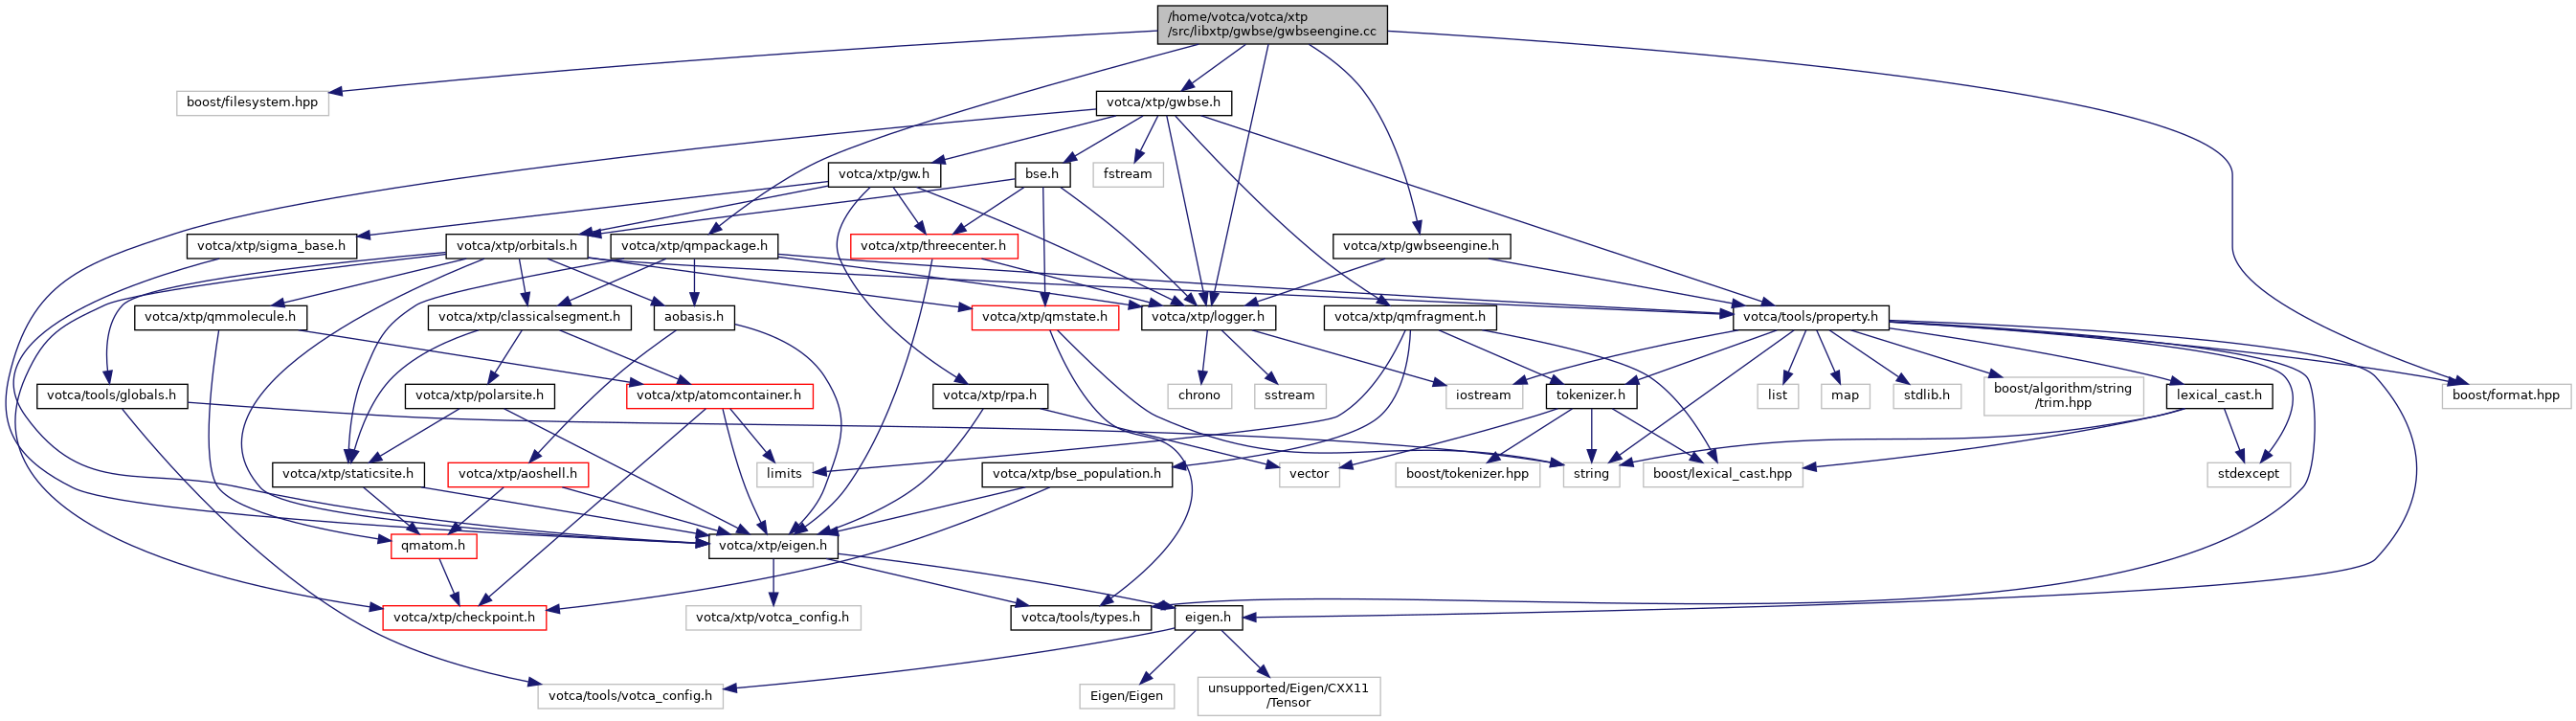 /home/votca/votca/xtp
/src/libxtp/gwbse/gwbseengine.cc
boost/filesystem.hpp
votca/xtp/gwbse.h
votca/xtp/gw.h
bse.h
fstream
votca/xtp/sigma_base.h
votca/xtp/orbitals.h
votca/xtp/qmpackage.h
votca/xtp/threecenter.h
votca/xtp/gwbseengine.h
votca/xtp/qmmolecule.h
votca/xtp/classicalsegment.h
aobasis.h
votca/xtp/qmstate.h
votca/xtp/logger.h
votca/xtp/qmfragment.h
votca/tools/property.h
votca/tools/globals.h
votca/xtp/polarsite.h
votca/xtp/atomcontainer.h
votca/xtp/rpa.h
chrono
sstream
iostream
tokenizer.h
list
map
stdlib.h
boost/algorithm/string
/trim.hpp
lexical_cast.h
boost/format.hpp
votca/xtp/staticsite.h
votca/xtp/aoshell.h
limits
votca/xtp/bse_population.h
vector
boost/tokenizer.hpp
string
boost/lexical_cast.hpp
stdexcept
qmatom.h
votca/xtp/eigen.h
votca/xtp/checkpoint.h
votca/xtp/votca_config.h
votca/tools/types.h
eigen.h
votca/tools/votca_config.h
Eigen/Eigen
unsupported/Eigen/CXX11
/Tensor